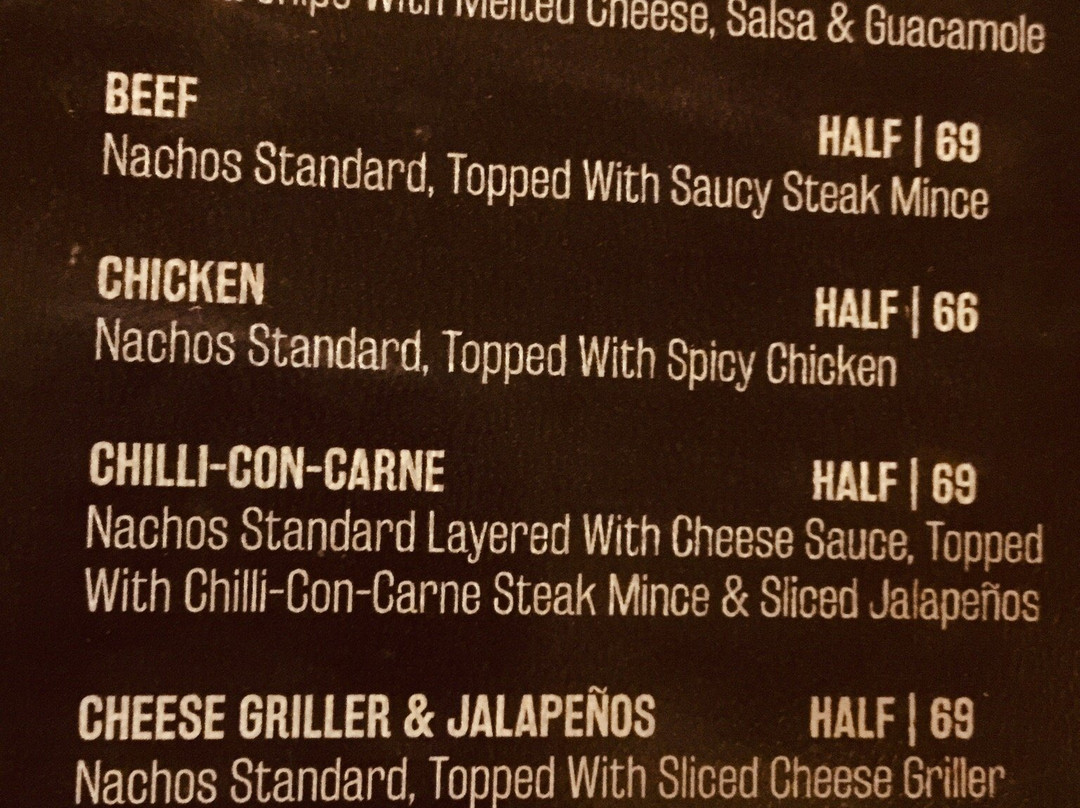 With Melted Cheese, Salsa & Guacamole
BEEF
HALF | 69
Nachos Standard, Topped With Saucy Steak Mince
CHICKEN
HALF | 66
Nachos Standard, Topped With Spicy Chicken
CHILLI-CON-CARNE
HALF | 69
Nachos Standard Layered With Cheese Sauce, Topped
With Chilli-Con-Carne Steak Mince & Sliced Jalapeños
CHEESE GRILLER & JALAPEÑOS
HALF | 69
Nachos Standard, Topped With Sliced Cheese Griller